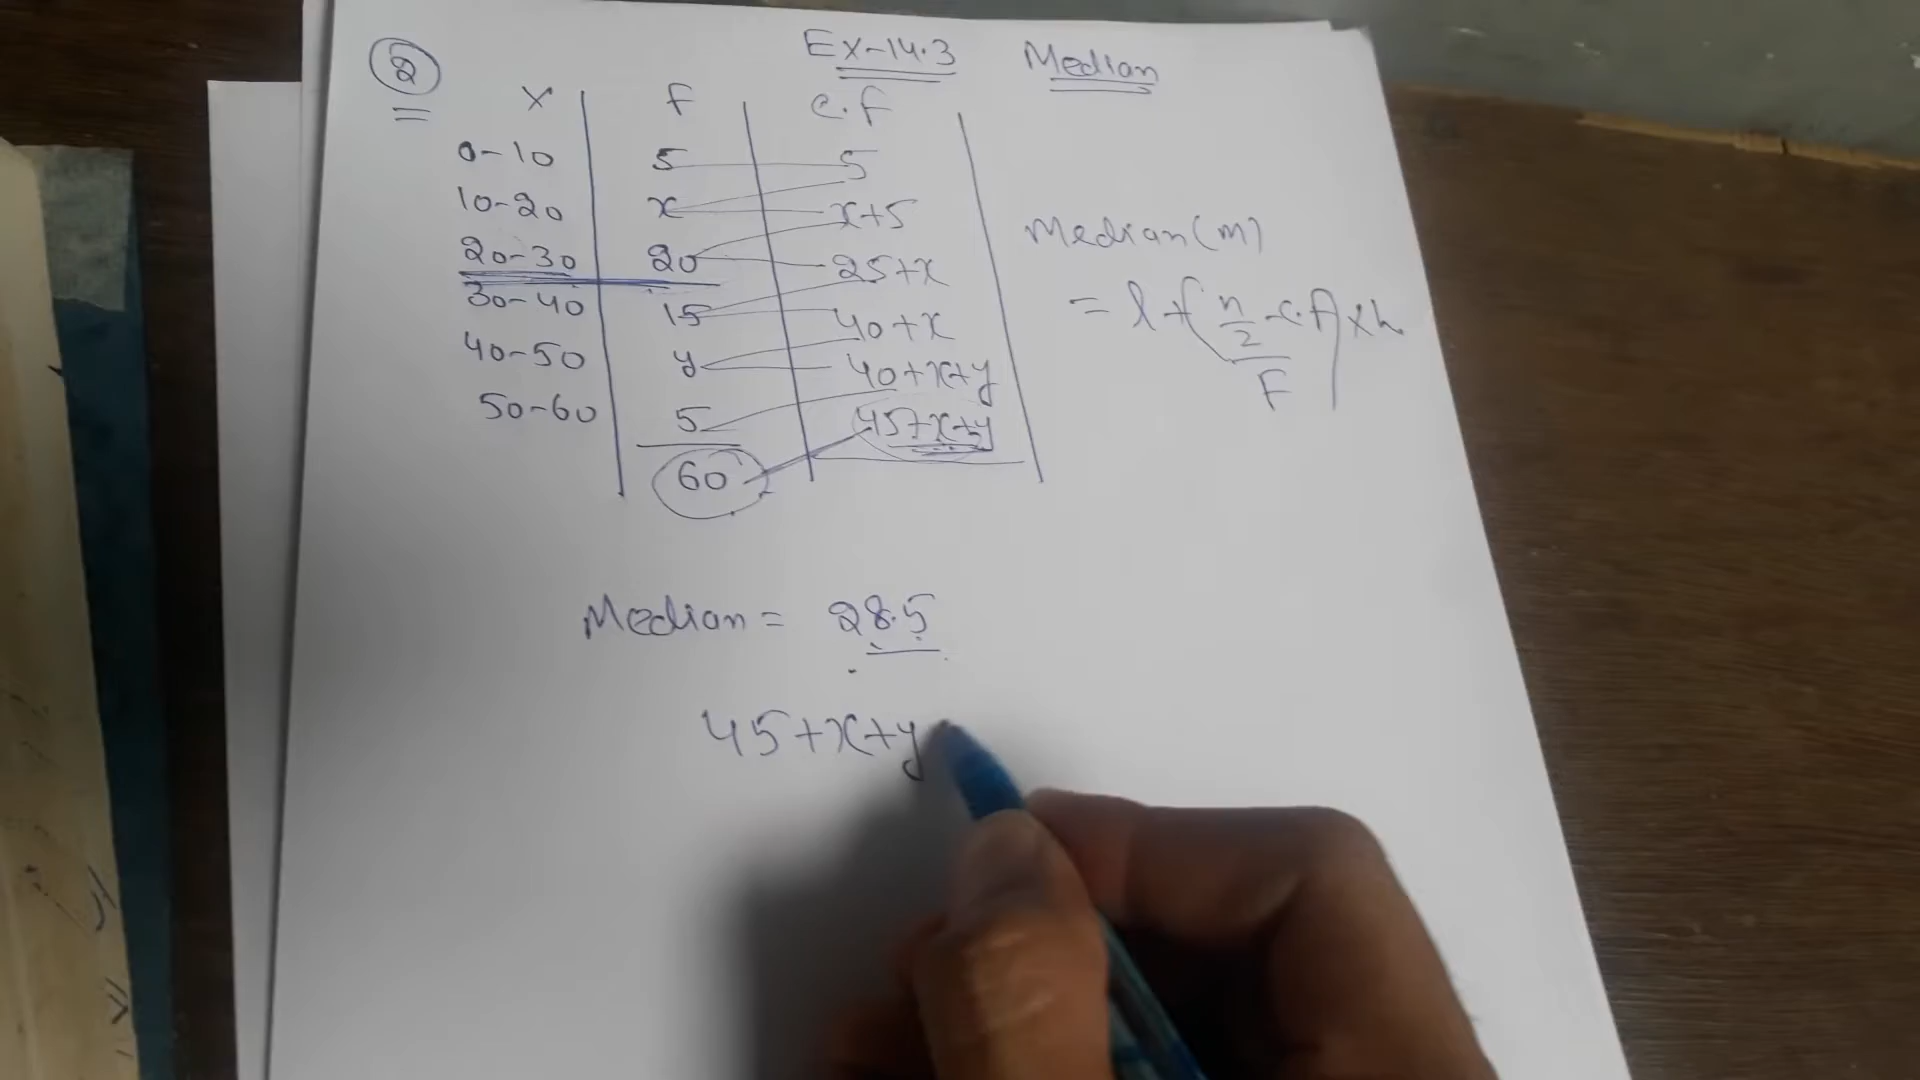 Ex-14.3 Median
2
x f c.f
0-10 5 5
10-20 x x+5
20-30 20 25+x
30-40 15 40+x
40-50 y 40+x+y
50-60 5 45+x+y
60
Median (m)
= l + (n/2 - c.f / F) x h
Median = 28.5
45+x+y